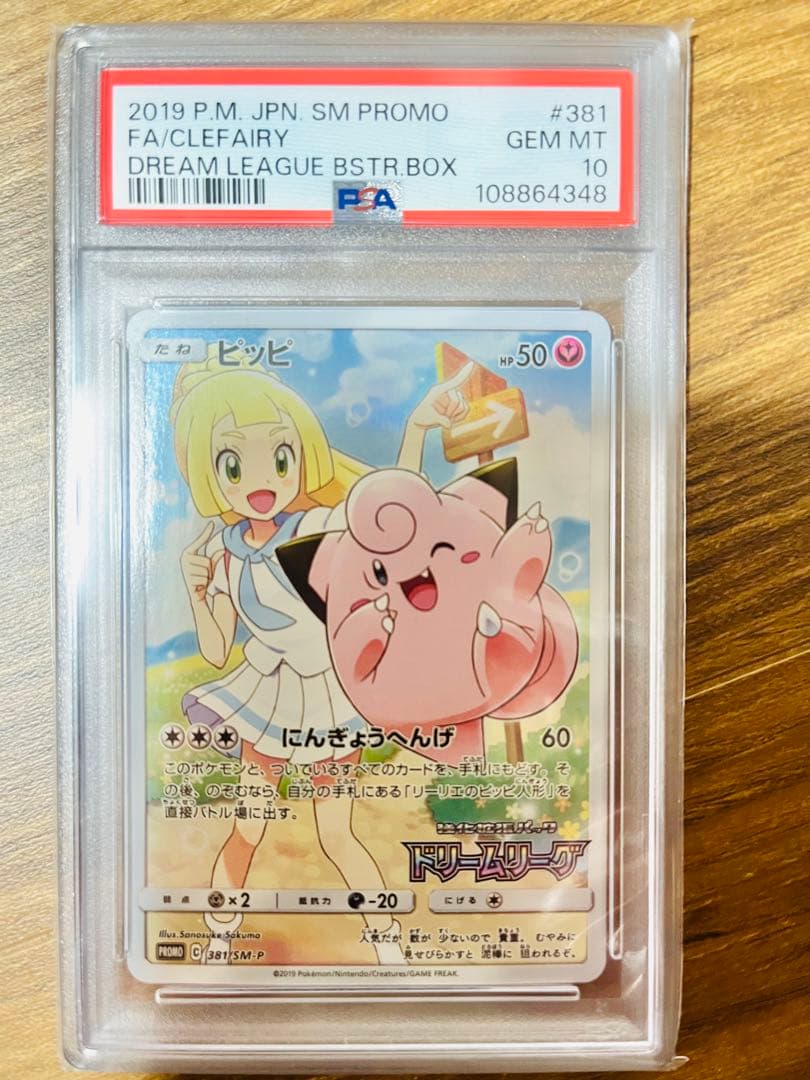 2019 P.M. JPN. SM PROMO #381
FA/CLEFAIRY GEM MT
DREAM LEAGUE BSTR.BOX 10
PSA 108864348
たね ピッピ HP50
にんぎょうへんげ 60
このポケモンと、ついているすべてのカードを、手札にもどす。そ
の後、のぞむなら、自分の手札にある「リーリエのピッピ人形」を
直接バトル場に出す。
強化拡張パック
ドリームリーグ
弱点 ×2 抵抗力 -20 にげる
Illus.Sanosuke Sakuma
人気だが 数が 少ないので 貴重。 むやみに
見せびらかすと 泥棒に 狙われるぞ。
PROMO C 381/SM-P
©2019 Pokémon/Nintendo/Creatures/GAME FREAK.